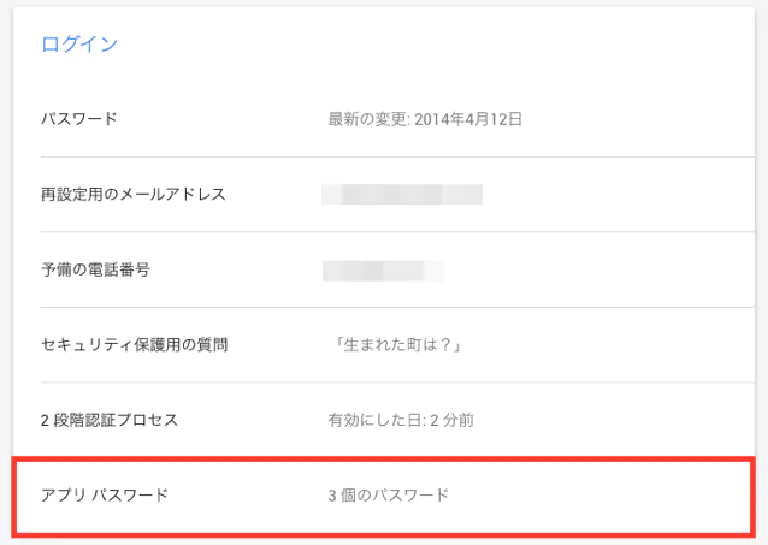 ログイン
パスワード 最新の変更: 2014年4月12日
再設定用のメールアドレス
予備の電話番号
セキュリティ保護用の質問 「生まれた町は？」
2 段階認証プロセス 有効にした日: 2 分前
アプリ パスワード 3 個のパスワード